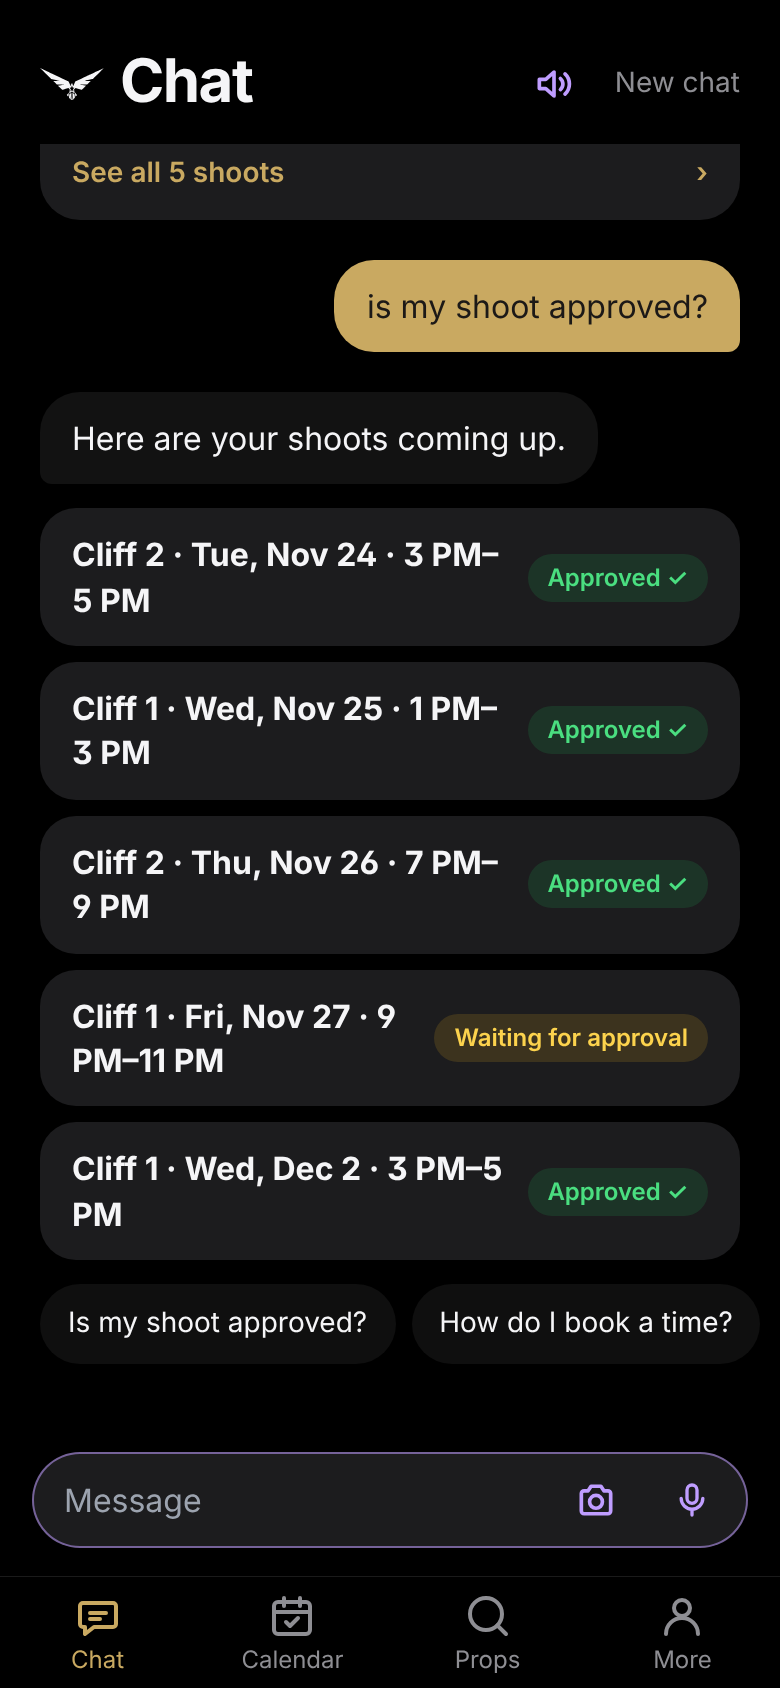 Chat
New chat
See all 5 shoots ›
is my shoot approved?
Here are your shoots coming up.
Cliff 2 · Tue, Nov 24 · 3 PM–
5 PM
Approved ✓
Cliff 1 · Wed, Nov 25 · 1 PM–
3 PM
Approved ✓
Cliff 2 · Thu, Nov 26 · 7 PM–
9 PM
Approved ✓
Cliff 1 · Fri, Nov 27 · 9
PM–11 PM
Waiting for approval
Cliff 1 · Wed, Dec 2 · 3 PM–5
PM
Approved ✓
Is my shoot approved?
How do I book a time?
Message
Chat
Calendar
Props
More